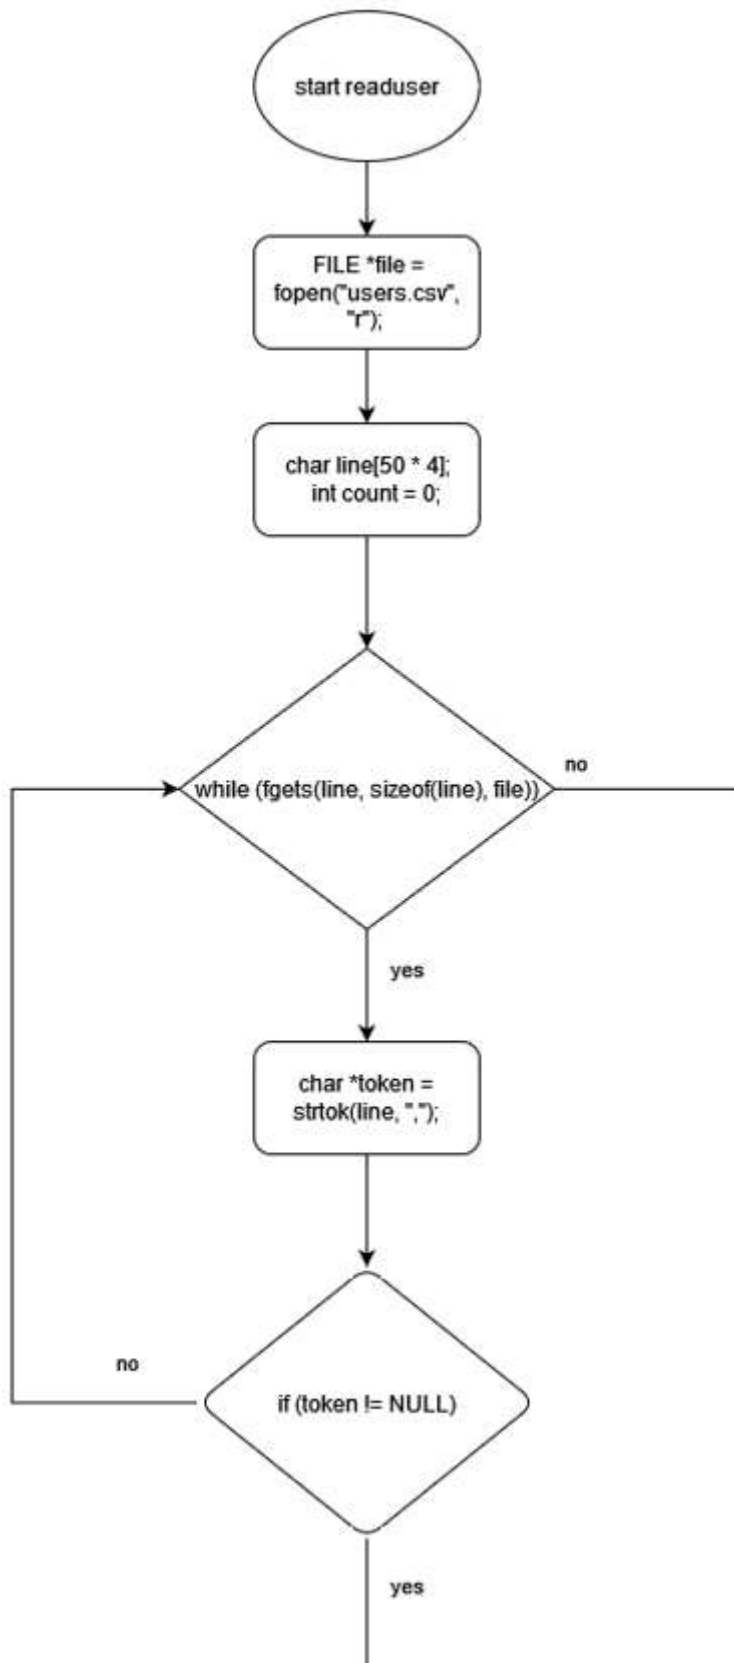 start readuser
FILE *file =
fopen("users.csv",
"r");
char line[50 * 4];
int count = 0;
no
while (fgets(line, sizeof(line), file))
yes
char *token =
strtok(line, ",");
no
if (token != NULL)
yes